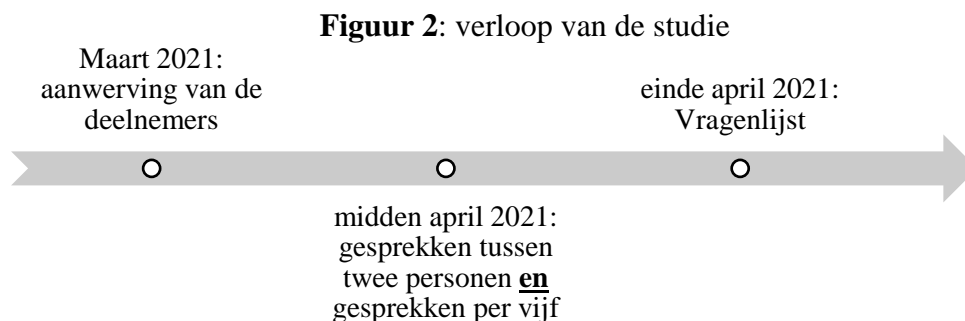 Figuur 2: verloop van de studie
Maart 2021:
aanwerving van de
deelnemers
einde april 2021:
Vragenlijst
midden april 2021:
gesprekken tussen
twee personen en
gesprekken per vijf